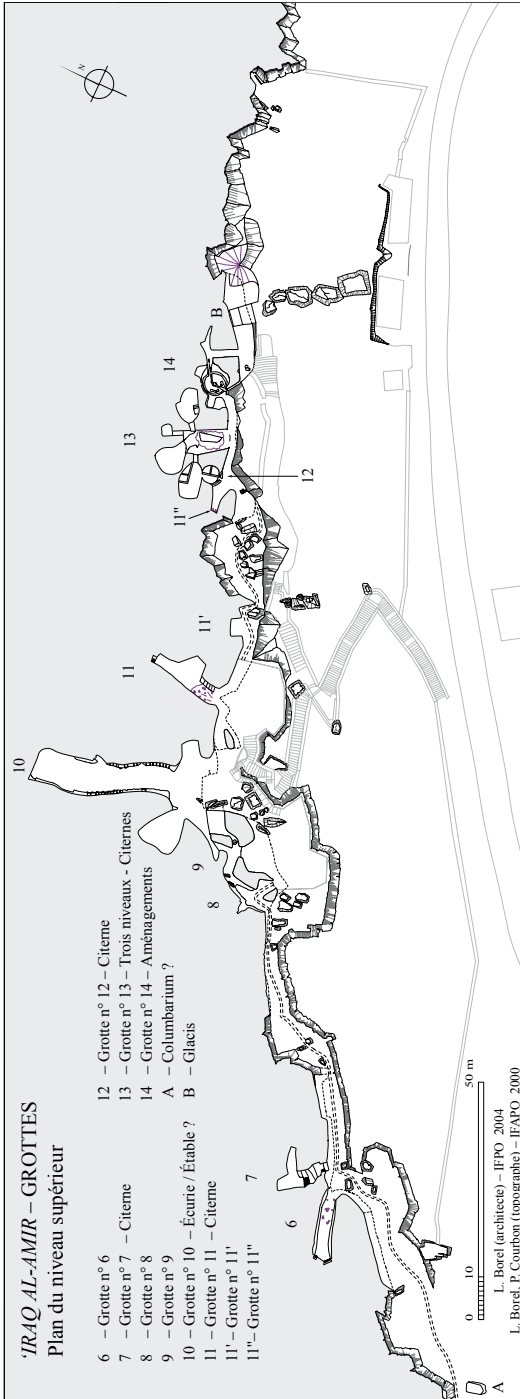 'IRAQ AL-AMIR – GROTTES
Plan du niveau supérieur
6 – Grotte n° 6
7 – Grotte n° 7 – Citerne
8 – Grotte n° 8
9 – Grotte n° 9
10 – Grotte n° 10 – Écurie / Étable ?
11 – Grotte n° 11 – Citerne
11' – Grotte n° 11'
11" – Grotte n° 11"
12 – Grotte n° 12 – Citerne
13 – Grotte n° 13 – Trois niveaux - Citernes
14 – Grotte n° 14 – Aménagements
A – Columbarium ?
B – Glacis
6
7
8
9
10
11
11'
11"
12
13
14
B
N
A
0
10
50 m
L. Borel (architecte) – IFPO 2004
L. Borel, P. Courbon (topographe) – IFAPO 2000